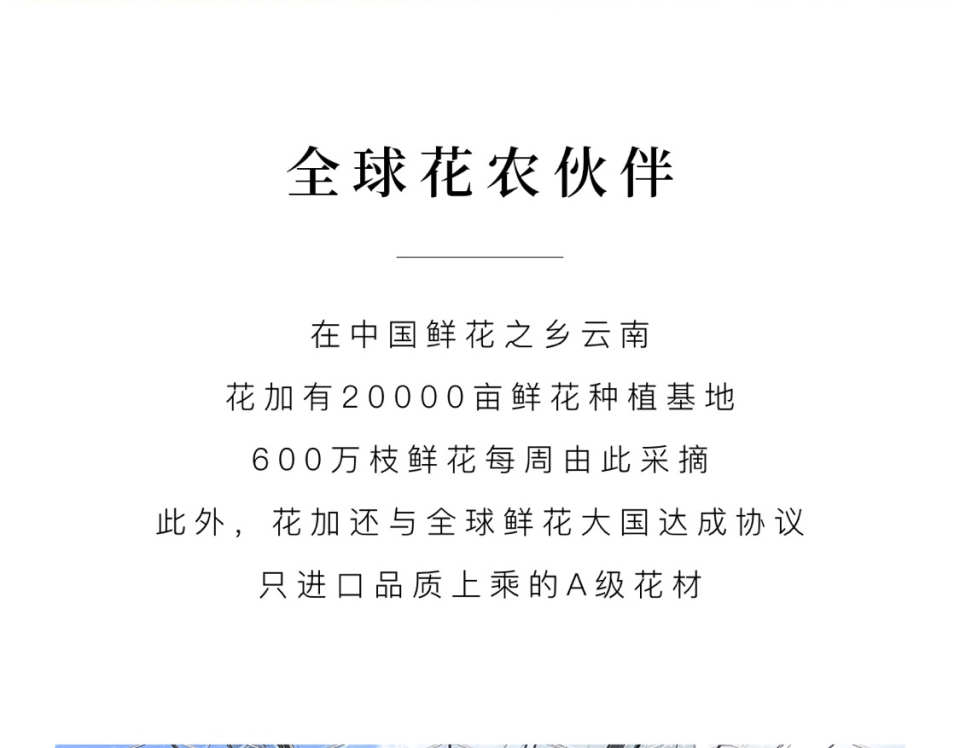 全球花农伙伴
在中国鲜花之乡云南
花加有20000亩鲜花种植基地
600万枝鲜花每周由此采摘
此外，花加还与全球鲜花大国达成协议
只进口品质上乘的A级花材